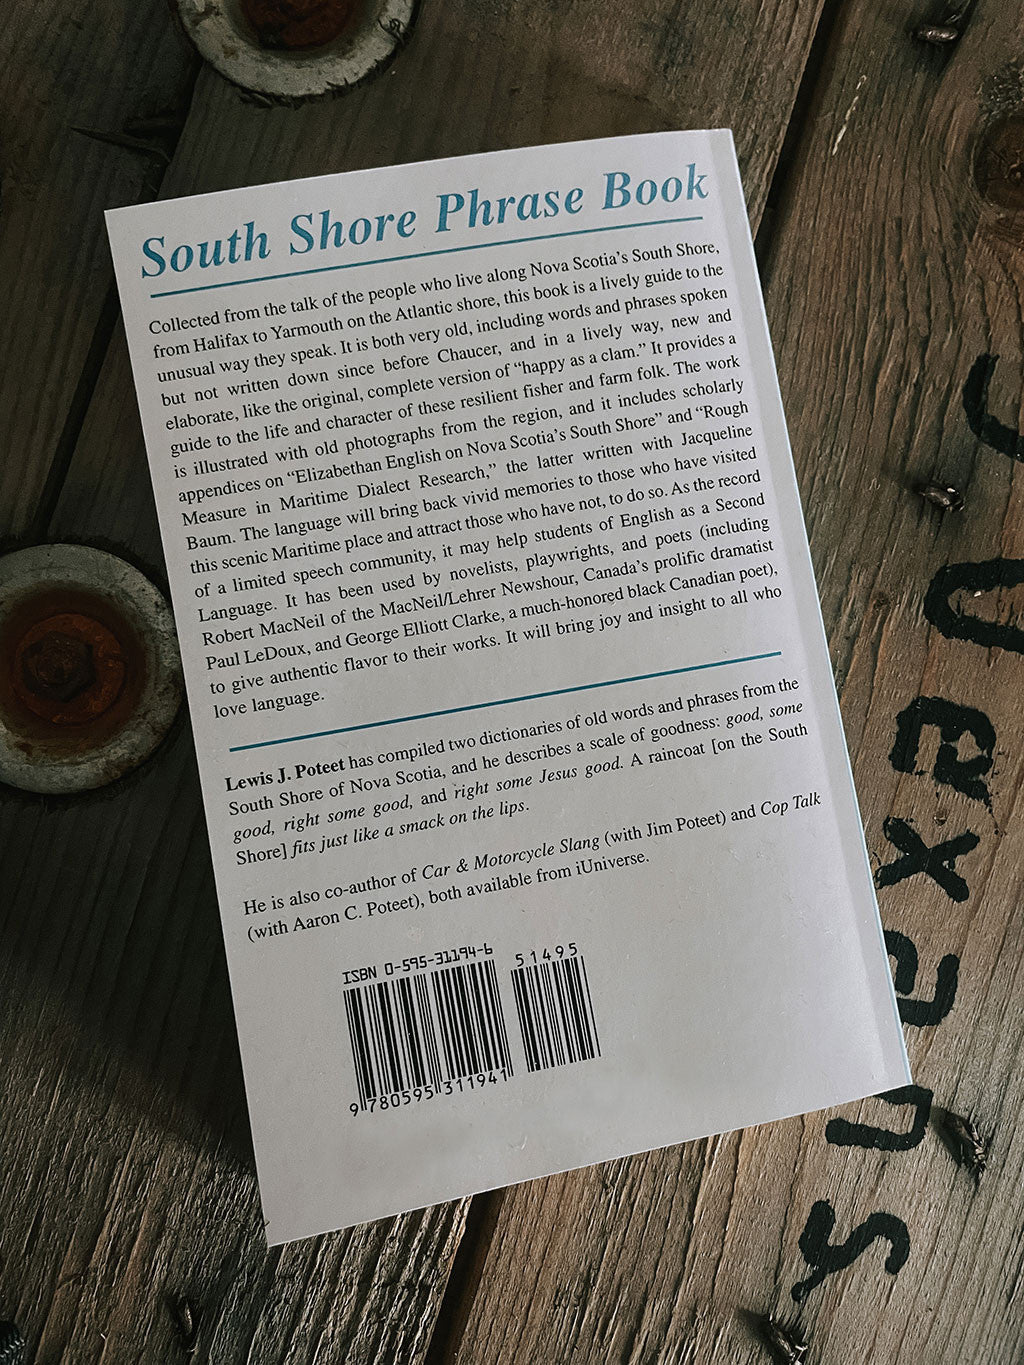 South Shore Phrase Book
Collected from the talk of the people who live along Nova Scotia's South Shore,
from Halifax to Yarmouth on the Atlantic shore, this book is a lively guide to the
unusual way they speak. It is both very old, including words and phrases spoken
but not written down since before Chaucer, and in a lively way, new and
elaborate, like the original, complete version of “happy as a clam.” It provides a
guide to the life and character of these resilient fisher and farm folk. The work
is illustrated with old photographs from the region, and it includes scholarly
appendices on “Elizabethan English on Nova Scotia's South Shore” and “Rough
Measure in Maritime Dialect Research,” the latter written with Jacqueline
Baum. The language will bring back vivid memories to those who have visited
this scenic Maritime place and attract those who have not, to do so. As the record
of a limited speech community, it may help students of English as a Second
Language. It has been used by novelists, playwrights, and poets (including
Robert MacNeil of the MacNeil/Lehrer Newshour, Canada's prolific dramatist
Paul LeDoux, and George Elliott Clarke, a much-honored black Canadian poet),
to give authentic flavor to their works. It will bring joy and insight to all who
love language.
Lewis J. Poteet has compiled two dictionaries of old words and phrases from the
South Shore of Nova Scotia, and he describes a scale of goodness: good, some
good, right some good, and right some Jesus good. A raincoat [on the South
Shore] fits just like a smack on the lips.
He is also co-author of Car & Motorcycle Slang (with Jim Poteet) and Cop Talk
(with Aaron C. Poteet), both available from iUniverse.
ISBN 0-595-31194-6
51495
9 780595 311941